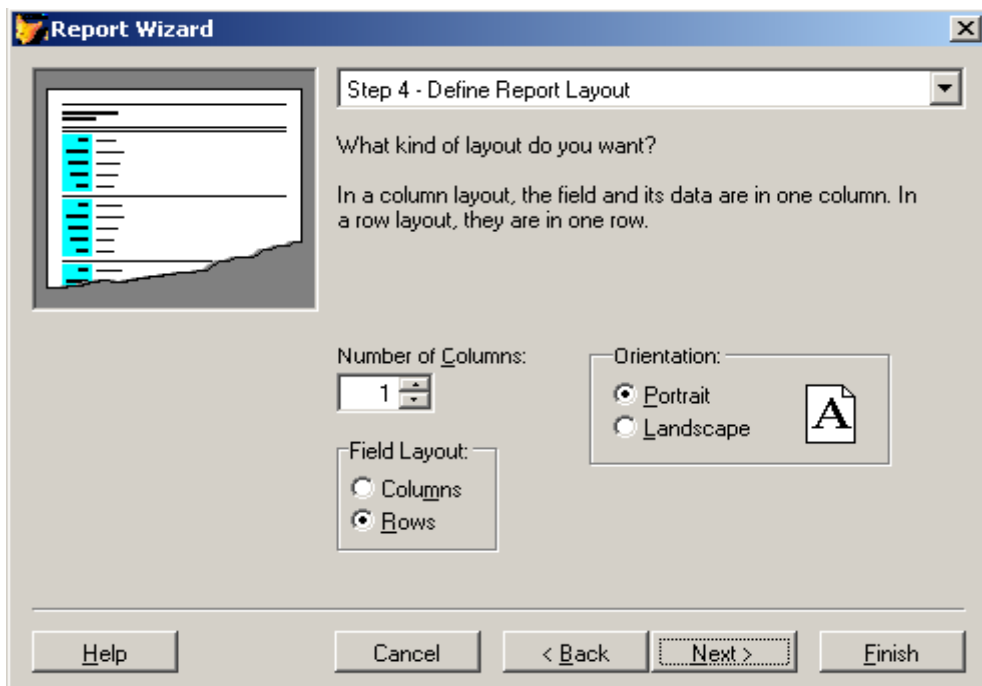 Report Wizard
Step 4 - Define Report Layout
What kind of layout do you want?
In a column layout, the field and its data are in one column. In
a row layout, they are in one row.
Number of Columns:
1
Orientation:
Portrait
Landscape
A
Field Layout:
Columns
Rows
Help
Cancel
< Back
Next >
Finish